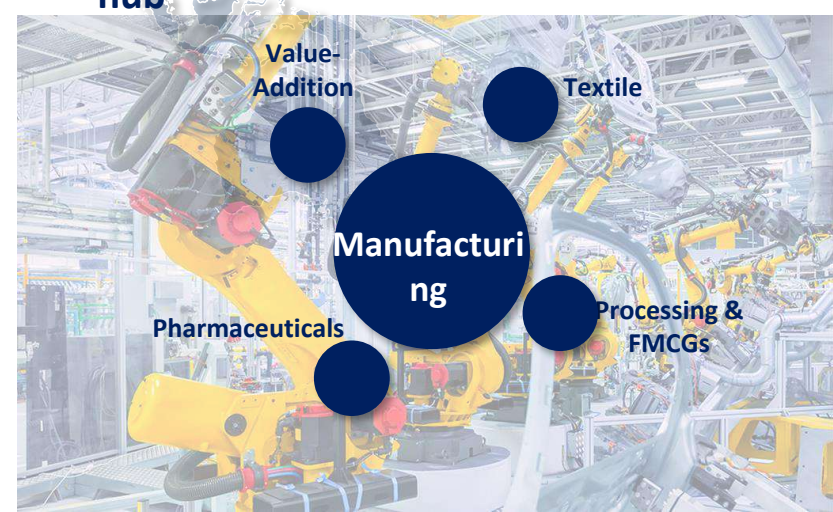 hub
Value-
Addition
Textile
Manufacturi
ng
Processing &
FMCGs
Pharmaceuticals